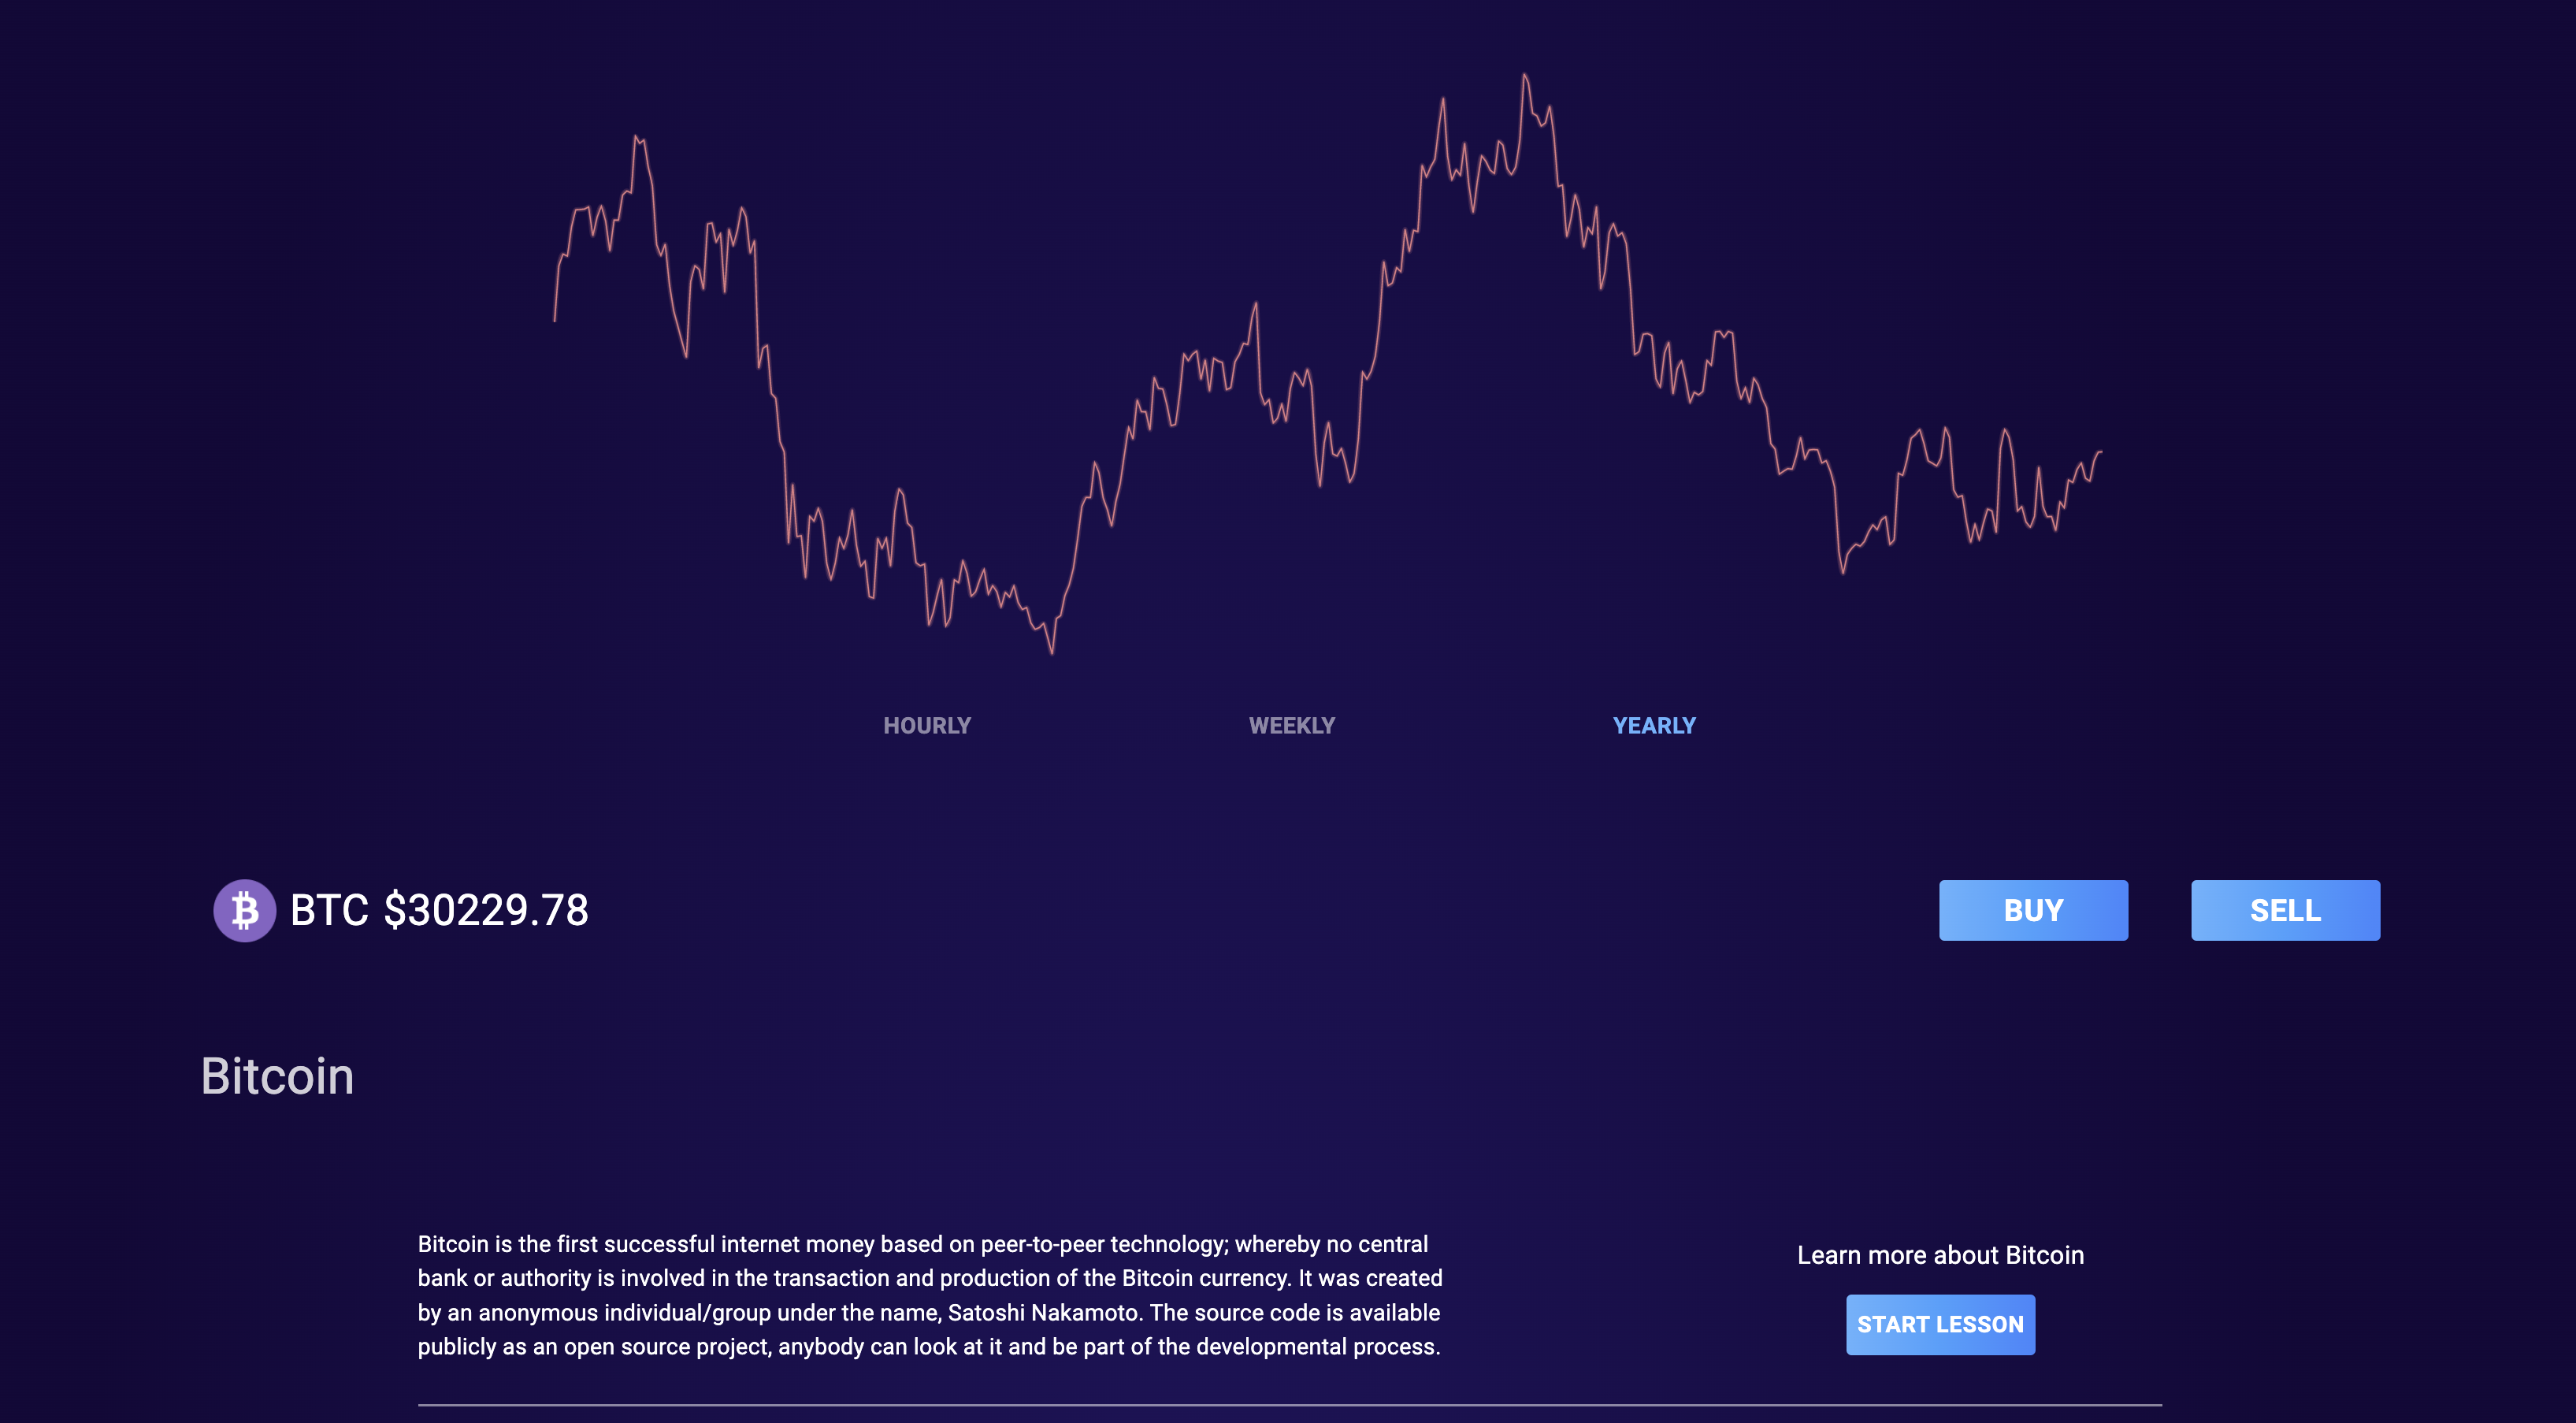 HOURLY WEEKLY YEARLY
BTC $30229.78 BUY SELL
Bitcoin
Bitcoin is the first successful internet money based on peer-to-peer technology; whereby no central
bank or authority is involved in the transaction and production of the Bitcoin currency. It was created
by an anonymous individual/group under the name, Satoshi Nakamoto. The source code is available
publicly as an open source project, anybody can look at it and be part of the developmental process.
Learn more about Bitcoin
START LESSON